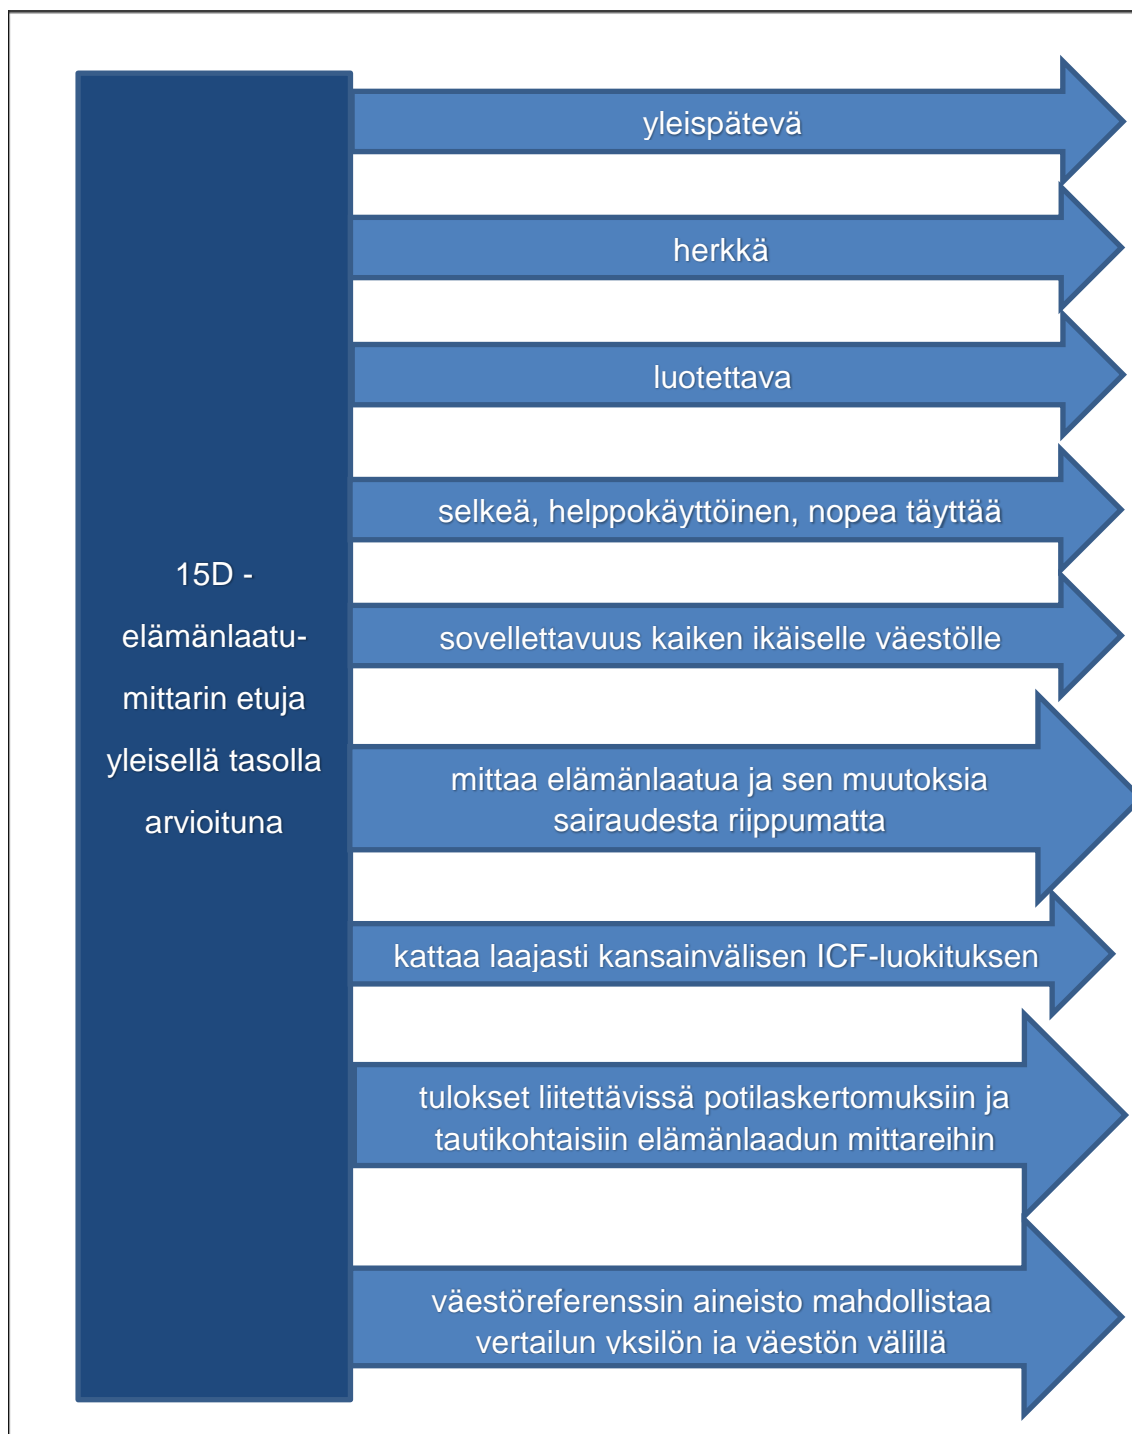 15D -
elämänlaatu-
mittarin etuja
yleisellä tasolla
arvioituna
yleispätevä
herkkä
luotettava
selkeä, helppokäyttöinen, nopea täyttää
sovellettavuus kaiken ikäiselle väestölle
mittaa elämänlaatua ja sen muutoksia
sairaudesta riippumatta
kattaa laajasti kansainvälisen ICF-luokituksen
tulokset liitettävissä potilaskertomuksiin ja
tautikohtaisiin elämänlaadun mittareihin
väestöreferenssin aineisto mahdollistaa
vertailun yksilön ja väestön välillä